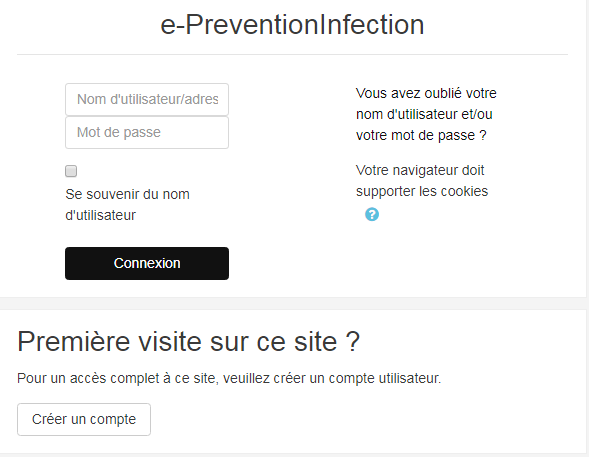 e-PreventionInfection
Nom d'utilisateur/adres
Mot de passe
Se souvenir du nom
d'utilisateur
Connexion
Vous avez oublié votre
nom d'utilisateur et/ou
votre mot de passe ?
Votre navigateur doit
supporter les cookies
?
Première visite sur ce site ?
Pour un accès complet à ce site, veuillez créer un compte utilisateur.
Créer un compte